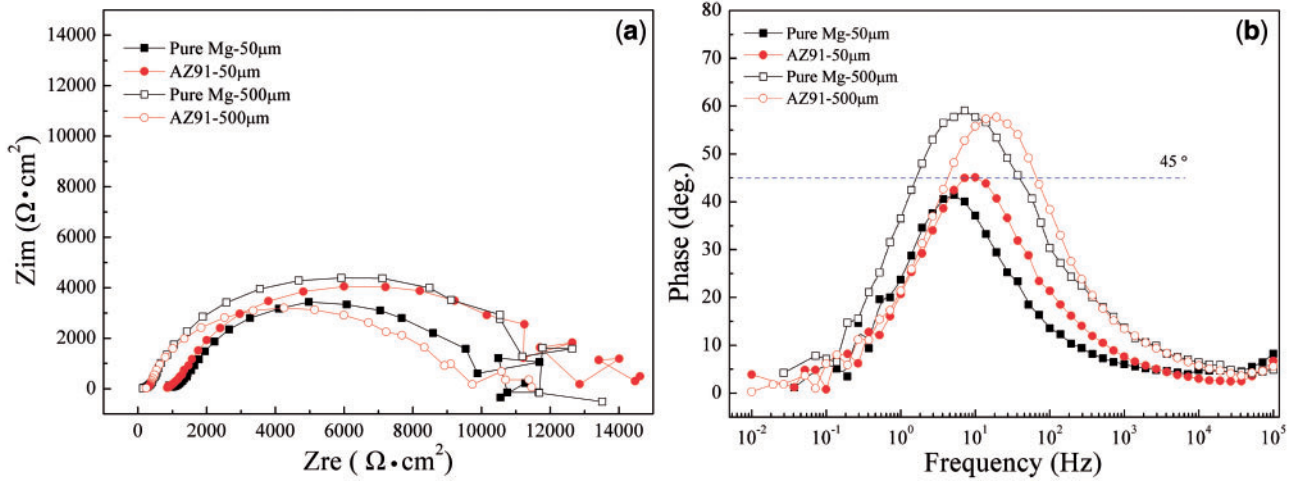 (a)
Pure Mg-50μm
AZ91-50μm
Pure Mg-500μm
AZ91-500μm
14000
12000
10000
8000
6000
4000
2000
0
Zim (Ω•cm²)
0 2000 4000 6000 8000 10000 12000 14000
Zre ( Ω•cm²)
(b)
Pure Mg-50μm
AZ91-50μm
Pure Mg-500μm
AZ91-500μm
45 °
80
70
60
50
40
30
20
10
0
Phase (deg.)
10⁻² 10⁻¹ 10⁰ 10¹ 10² 10³ 10⁴ 10⁵
Frequency (Hz)